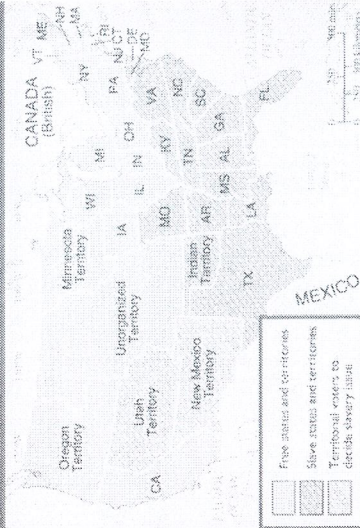 CANADA
(British)
VT
ME
NH
MA
RI
CT
NJ
DE
MD
NY
PA
MI
WI
OH
IN
IL
IA
VA
NC
SC
KY
TN
GA
FL
AL
MS
MO
AR
LA
TX
Minnesota
Territory
Unorganized
Territory
Indian
Territory
Oregon
Territory
Utah
Territory
New Mexico
Territory
CA
MEXICO
Free states and territories
Slave states and territories
Territorial voters to
decide slavery issue